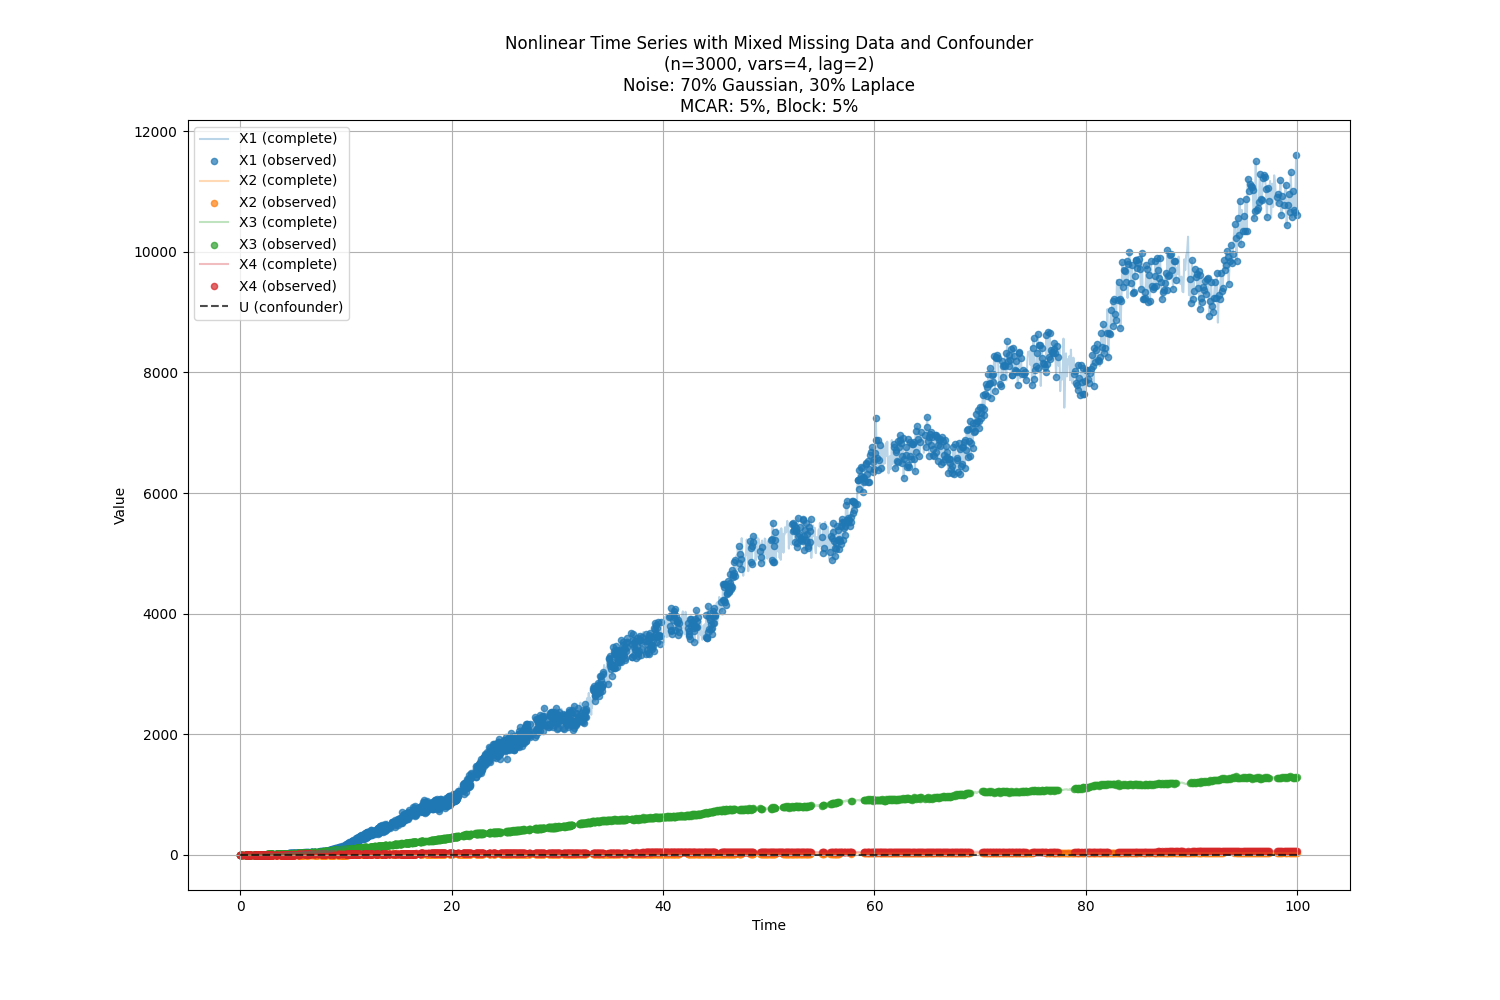 Nonlinear Time Series with Mixed Missing Data and Confounder
(n=3000, vars=4, lag=2)
Noise: 70% Gaussian, 30% Laplace
MCAR: 5%, Block: 5%
X1 (complete)
X1 (observed)
X2 (complete)
X2 (observed)
X3 (complete)
X3 (observed)
X4 (complete)
X4 (observed)
U (confounder)
12000
10000
8000
6000
4000
2000
0
Value
0 20 40 60 80 100
Time